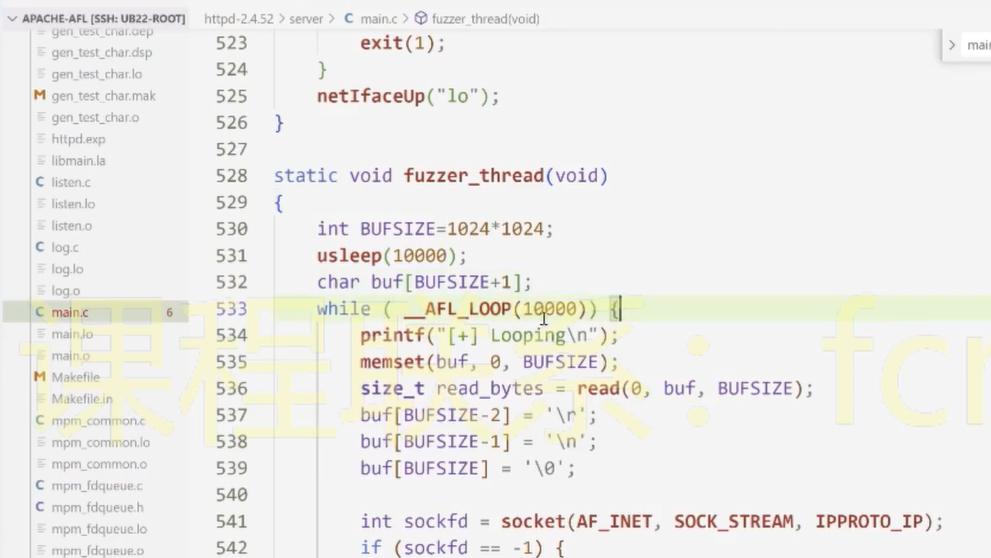 APACHE-AFL [SSH: UB22-ROOT]
gen_test_char.dep
gen_test_char.dsp
gen_test_char.lo
M gen_test_char.mak
gen_test_char.o
httpd.exp
libmain.la
C listen.c
listen.lo
listen.o
C log.c
log.lo
log.o
C main.c 6
main.lo
main.o
M Makefile
Makefile.in
C mpm_common.c
mpm_common.lo
mpm_common.o
C mpm_fdqueue.c
C mpm_fdqueue.h
mpm_fdqueue.lo
mpm_fdqueue.o
httpd-2.4.52 > server > C main.c > fuzzer_thread(void)
523 exit(1);
524 }
525 netIfaceUp("lo");
526 }
527
528 static void fuzzer_thread(void)
529 {
530 int BUFSIZE=1024*1024;
531 usleep(10000);
532 char buf[BUFSIZE+1];
533 while ( __AFL_LOOP(10000)) {
534 printf("[+] Looping\n");
535 memset(buf, 0, BUFSIZE);
536 size_t read_bytes = read(0, buf, BUFSIZE);
537 buf[BUFSIZE-2] = '\r';
538 buf[BUFSIZE-1] = '\n';
539 buf[BUFSIZE] = '\0';
540
541 int sockfd = socket(AF_INET, SOCK_STREAM, IPPROTO_IP);
542 if (sockfd == -1) {
> main
课程联系：fcr